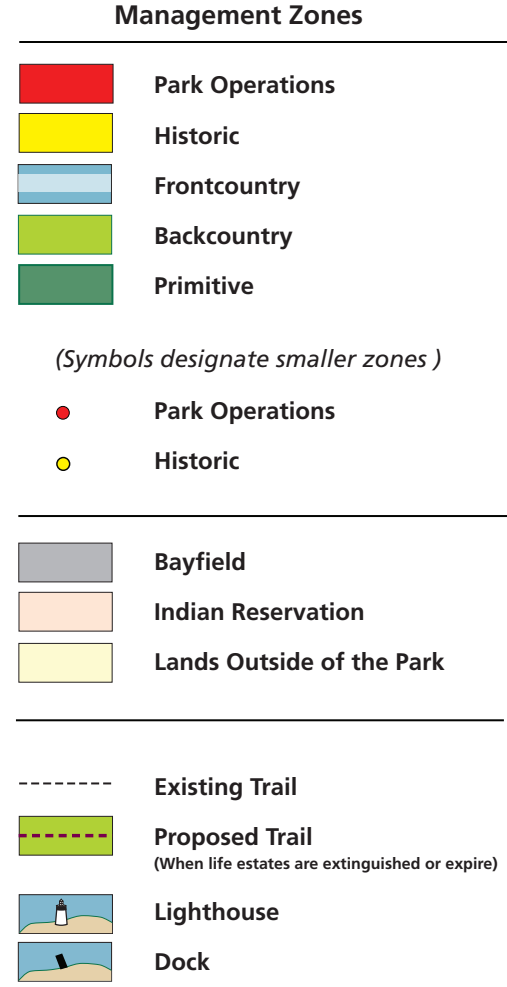 Management Zones
Park Operations
Historic
Frontcountry
Backcountry
Primitive
(Symbols designate smaller zones )
Park Operations
Historic
Bayfield
Indian Reservation
Lands Outside of the Park
Existing Trail
Proposed Trail
(When life estates are extinguished or expire)
Lighthouse
Dock